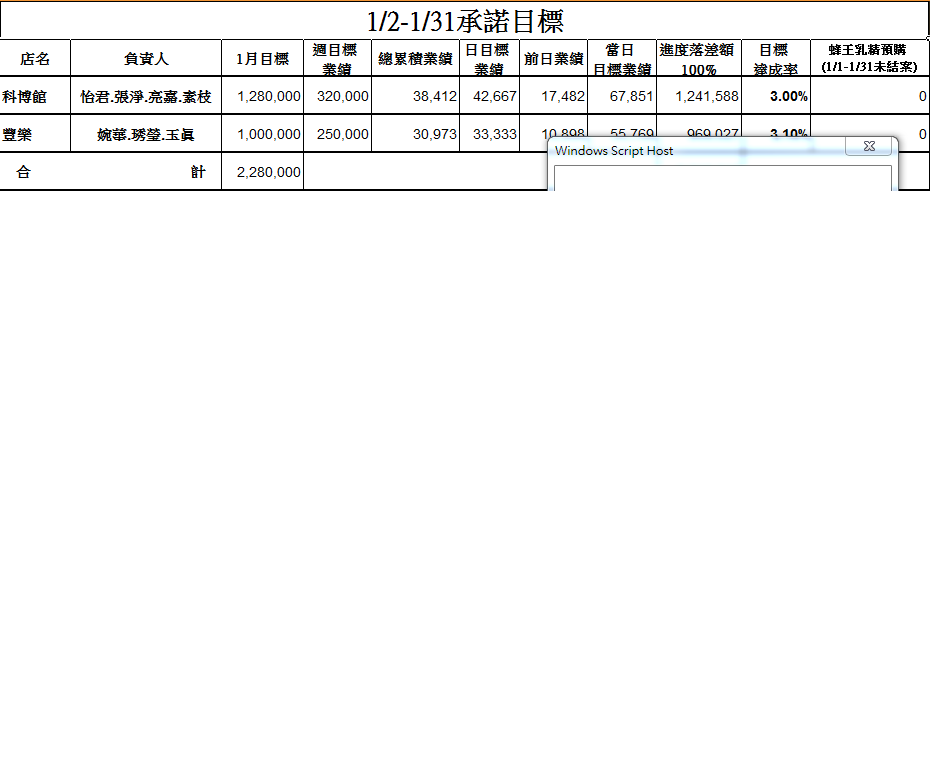 1/2-1/31承諾目標
店名 負責人 1月目標 週目標業績 總累積業績 日目標業績 前日業績 當日目標業績 進度落差額100% 目標達成率 蜂王乳精預購(1/1-1/31未結案)
科博館 怡君.張淨.亮嘉.素枝 1,280,000 320,000 38,412 42,667 17,482 67,851 1,241,588 3.00% 0
豐樂 婉華.琇瑩.玉眞 1,000,000 250,000 30,973 33,333 10,898 55,769 969,027 3.10% 0
合計 2,280,000
Windows Script Host